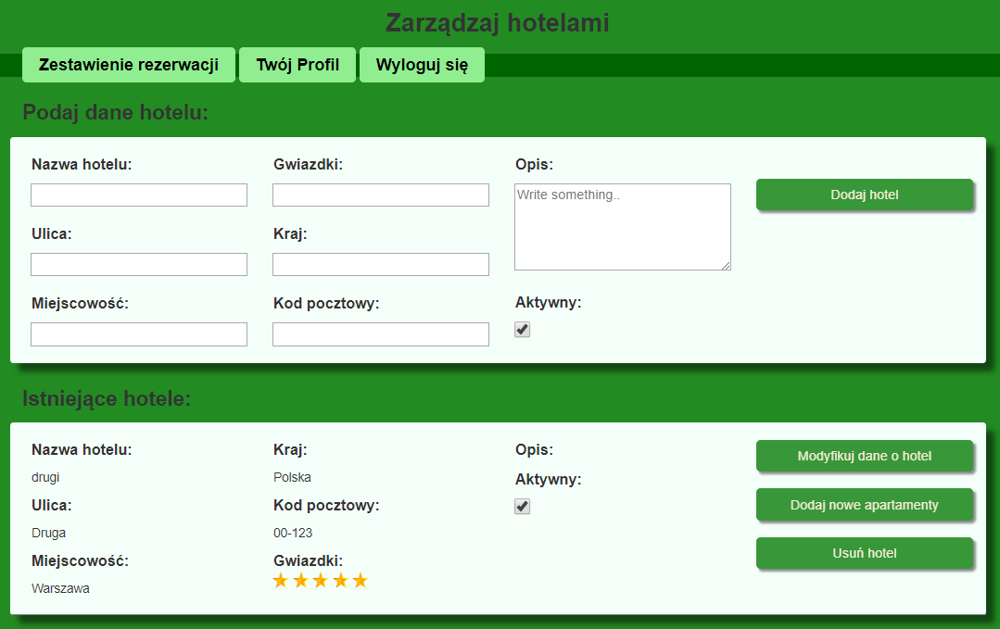 Zarządzaj hotelami
Zestawienie rezerwacji Twój Profil Wyloguj się
Podaj dane hotelu:
Nazwa hotelu: Gwiazdki: Opis:
Write something.. Dodaj hotel
Ulica: Kraj:
Miejscowość: Kod pocztowy: Aktywny:
Istniejące hotele:
Nazwa hotelu: Kraj: Opis: Modyfikuj dane o hotel
drugi Polska Aktywny:
Ulica: Kod pocztowy: Dodaj nowe apartamenty
Druga 00-123
Miejscowość: Gwiazdki: Usuń hotel
Warszawa